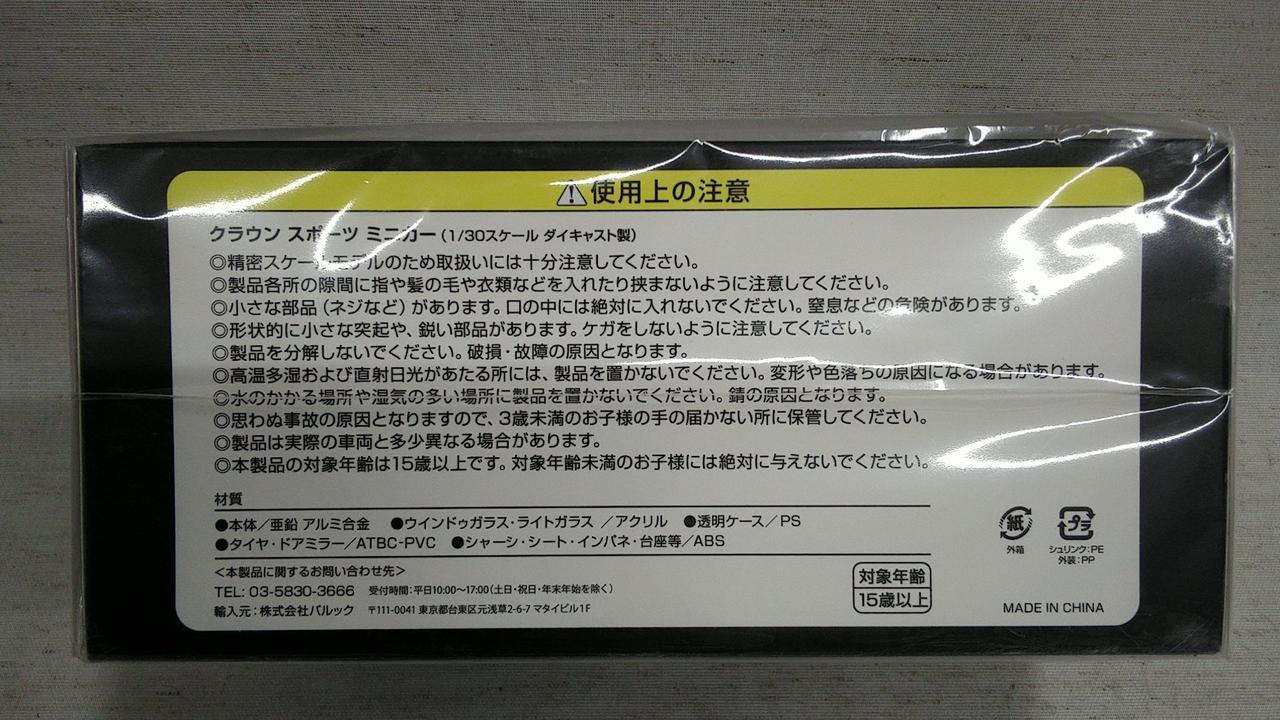 ⚠使用上の注意
クラウン スポーツ ミニカー（1/30スケール ダイキャスト製）
◎精密スケールモデルのため取扱いには十分注意してください。
◎製品各所の隙間に指や髪の毛や衣類などを入れたり挟まないように注意してください。
◎小さな部品（ネジなど）があります。口の中には絶対に入れないでください。窒息などの危険があります。
◎形状的に小さな突起や、鋭い部品があります。ケガをしないように注意してください。
◎製品を分解しないでください。破損・故障の原因となります。
◎高温多湿および直射日光があたる所には、製品を置かないでください。変形や色落ちの原因になる場合があります。
◎水のかかる場所や湿気の多い場所に製品を置かないでください。錆の原因となります。
◎思わぬ事故の原因となりますので、3歳未満のお子様の手の届かない所に保管してください。
◎製品は実際の車両と多少異なる場合があります。
◎本製品の対象年齢は15歳以上です。対象年齢未満のお子様には絶対に与えないでください。
材質
●本体／亜鉛 アルミ合金 ●ウインドゥガラス・ライトガラス ／アクリル ●透明ケース／PS
●タイヤ・ドアミラー／ATBC-PVC ●シャーシ・シート・インパネ・台座等／ABS
紙 プラ
外箱 シュリンク:PE
外装:PP
＜本製品に関するお問い合わせ先＞
TEL: 03-5830-3666 受付時間：平日10:00〜17:00（土日・祝日・年末年始を除く）
輸入元：株式会社パルック 〒111-0041 東京都台東区元浅草2-6-7 マタイビル1F
対象年齢
15歳以上
MADE IN CHINA